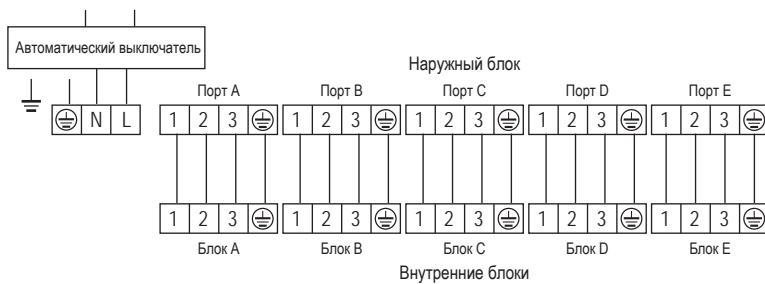 Автоматический выключатель
Наружный блок
Порт A Порт B Порт C Порт D Порт E
N L 1 2 3 1 2 3 1 2 3 1 2 3 1 2 3
1 2 3 1 2 3 1 2 3 1 2 3 1 2 3
Блок A Блок B Блок C Блок D Блок E
Внутренние блоки